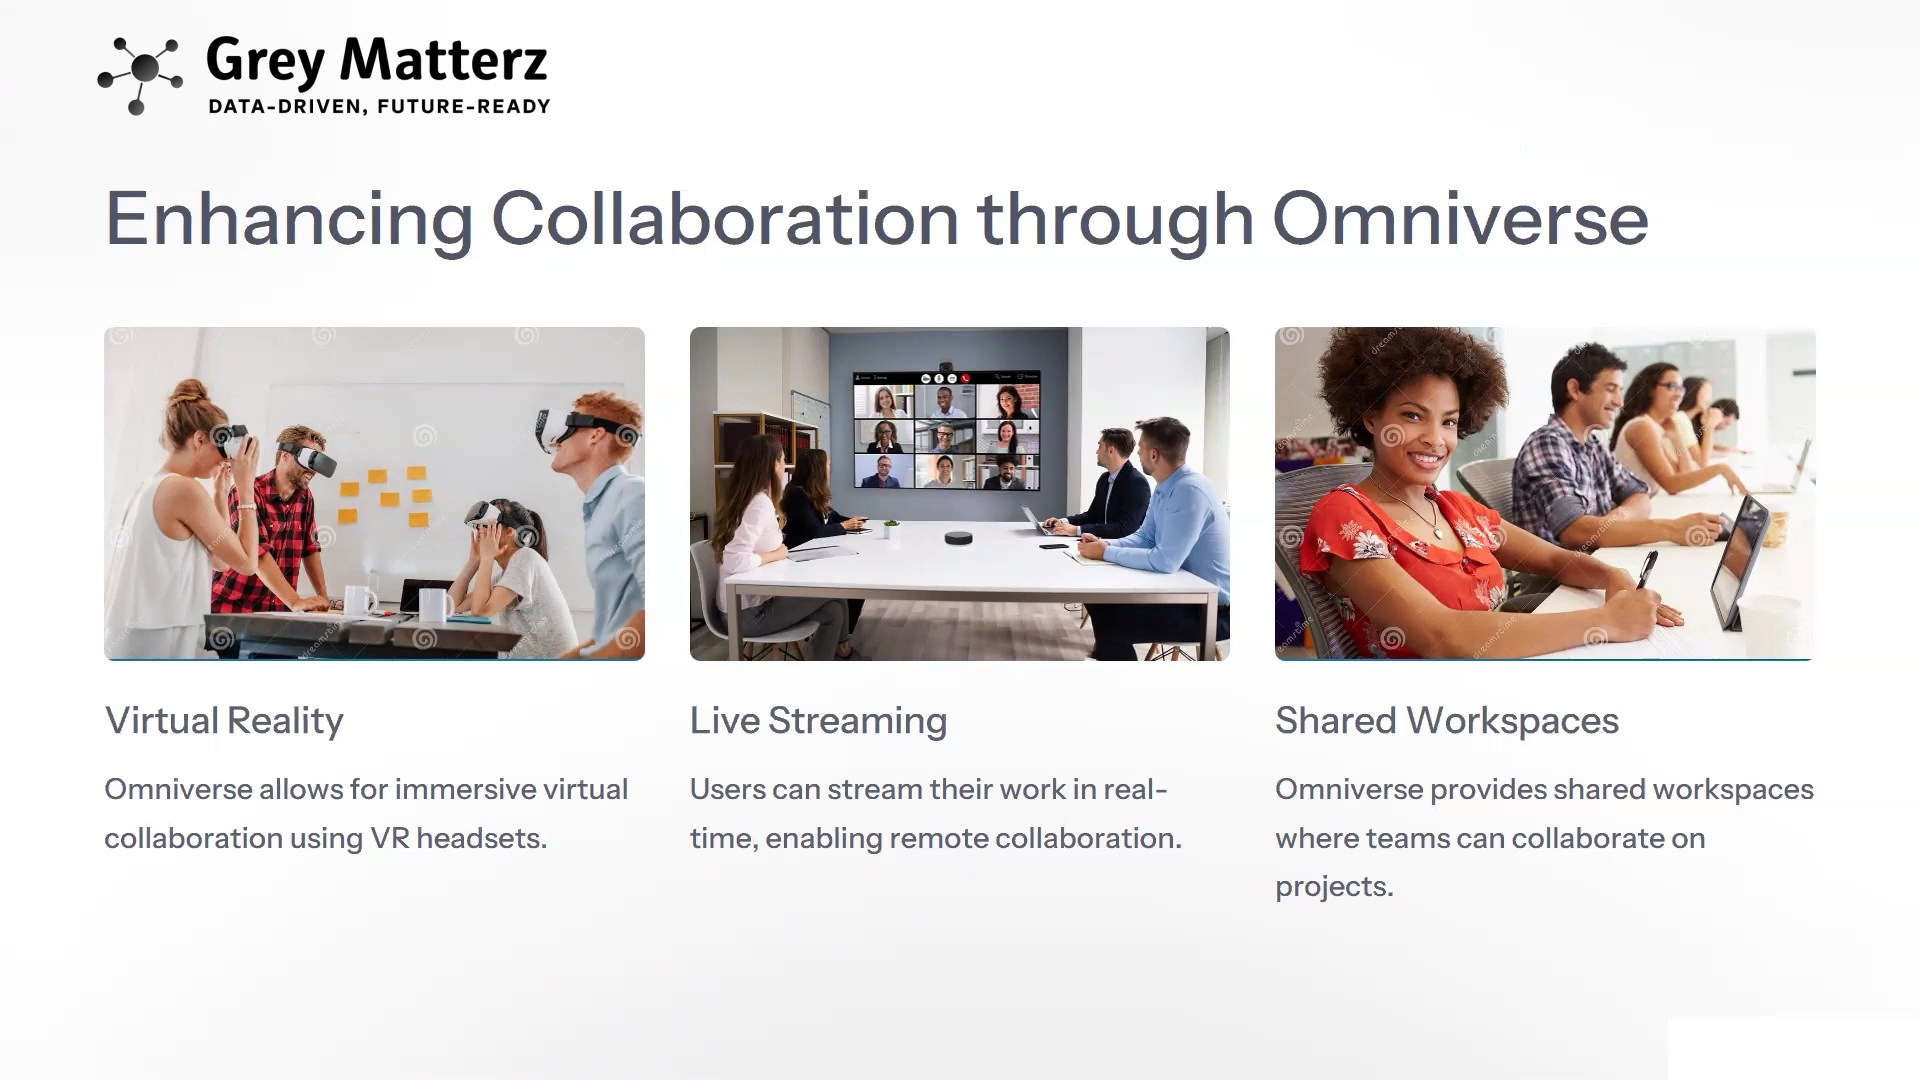 Grey Matterz
DATA-DRIVEN, FUTURE-READY
Enhancing Collaboration through Omniverse
Virtual Reality
Omniverse allows for immersive virtual
collaboration using VR headsets.
Live Streaming
Users can stream their work in real-
time, enabling remote collaboration.
Shared Workspaces
Omniverse provides shared workspaces
where teams can collaborate on
projects.